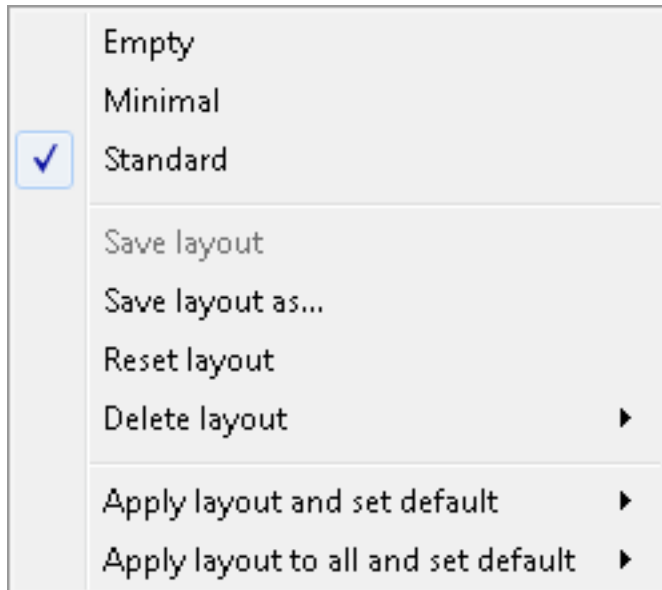 Empty
Minimal
Standard
Save layout
Save layout as...
Reset layout
Delete layout
Apply layout and set default
Apply layout to all and set default